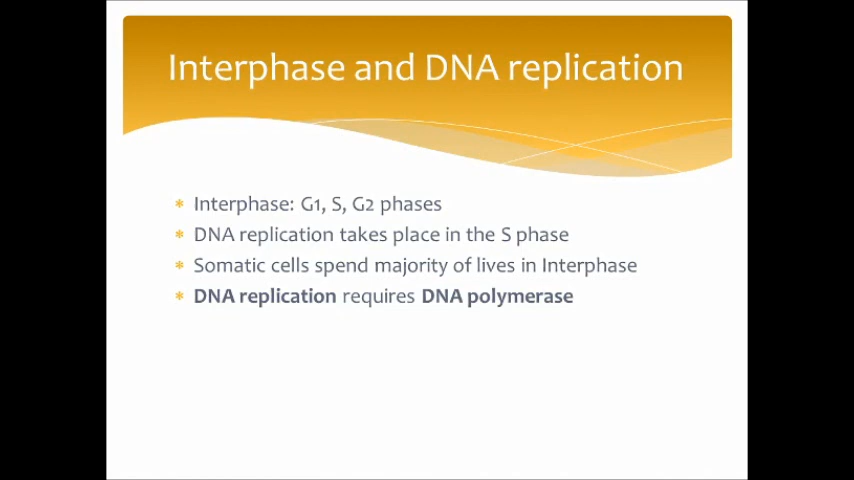 Interphase and DNA replication
* Interphase: G1, S, G2 phases
* DNA replication takes place in the S phase
* Somatic cells spend majority of lives in Interphase
* DNA replication requires DNA polymerase